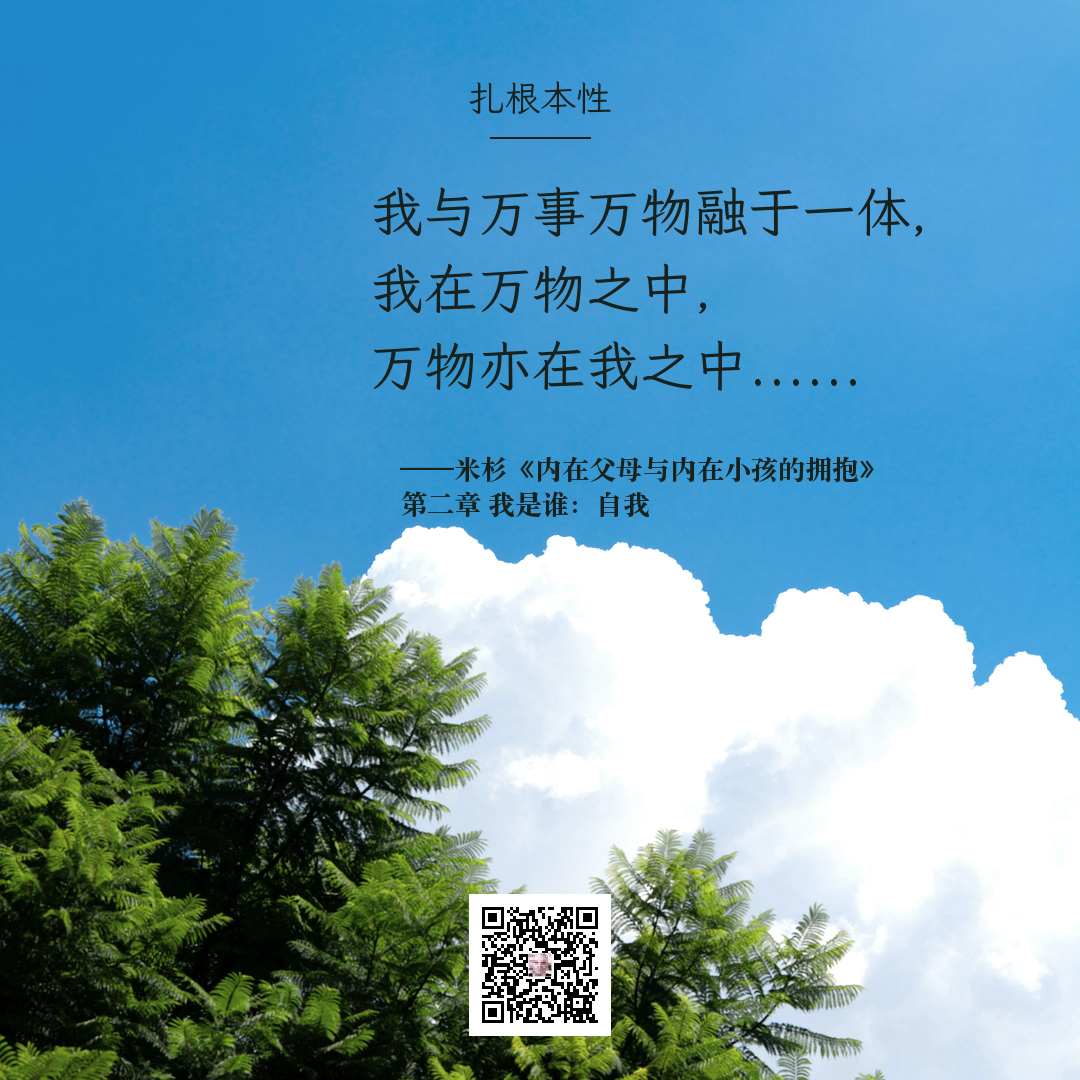 扎根本性
我与万事万物融于一体,
我在万物之中,
万物亦在我之中……
——米杉《内在父母与内在小孩的拥抱》
第二章 我是谁：自我